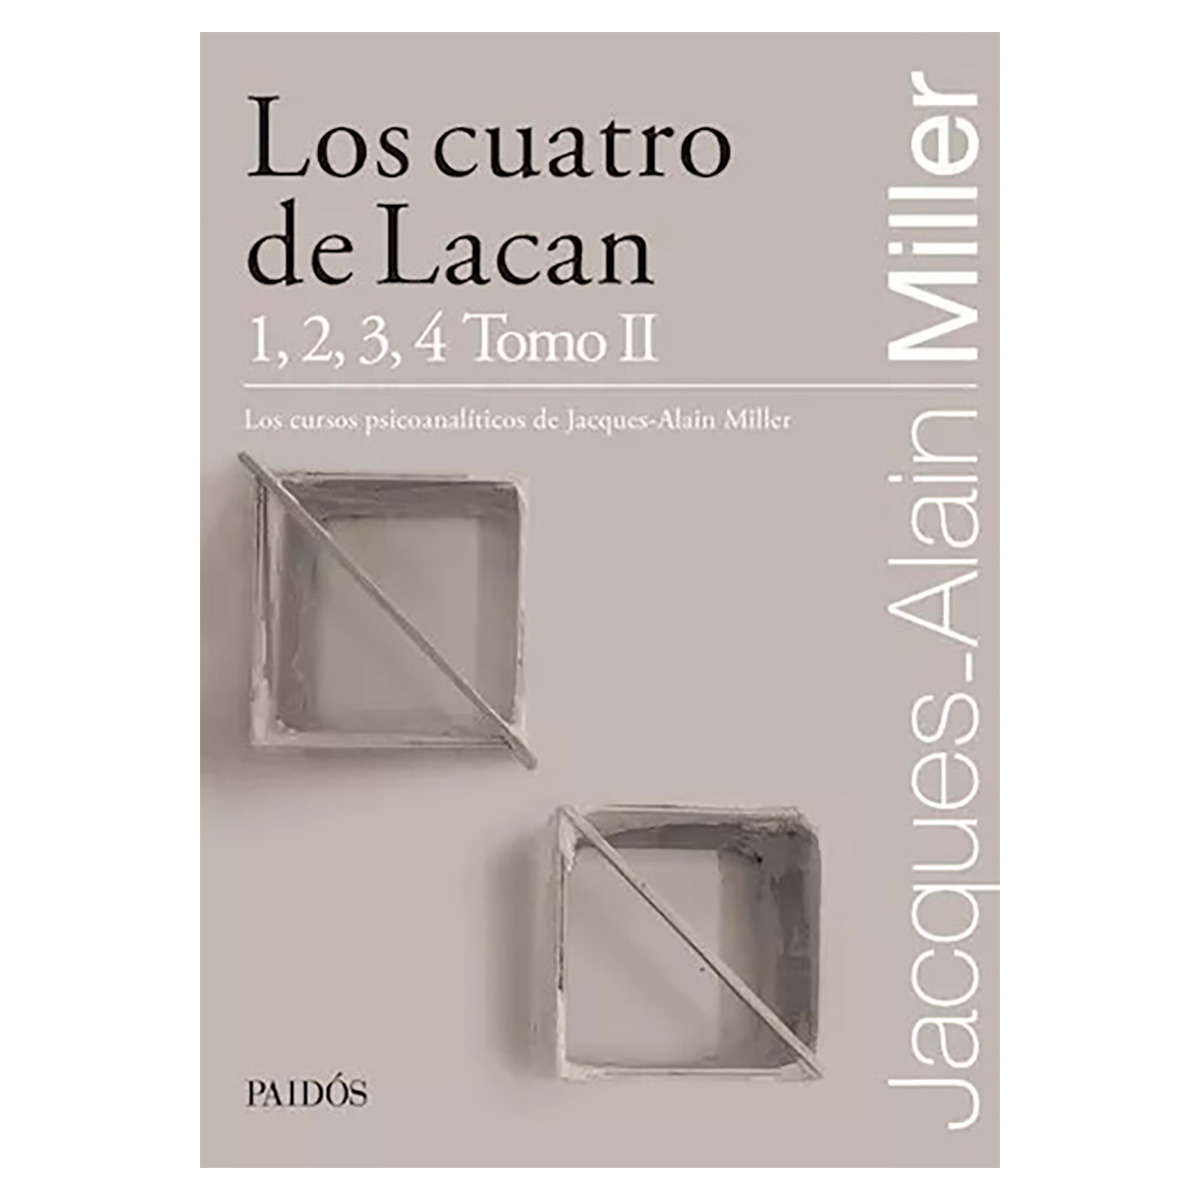 Los cuatro
de Lacan
1, 2, 3, 4 Tomo II
Los cursos psicoanalíticos de Jacques-Alain Miller
Jacques-Alain Miller
PAIDÓS